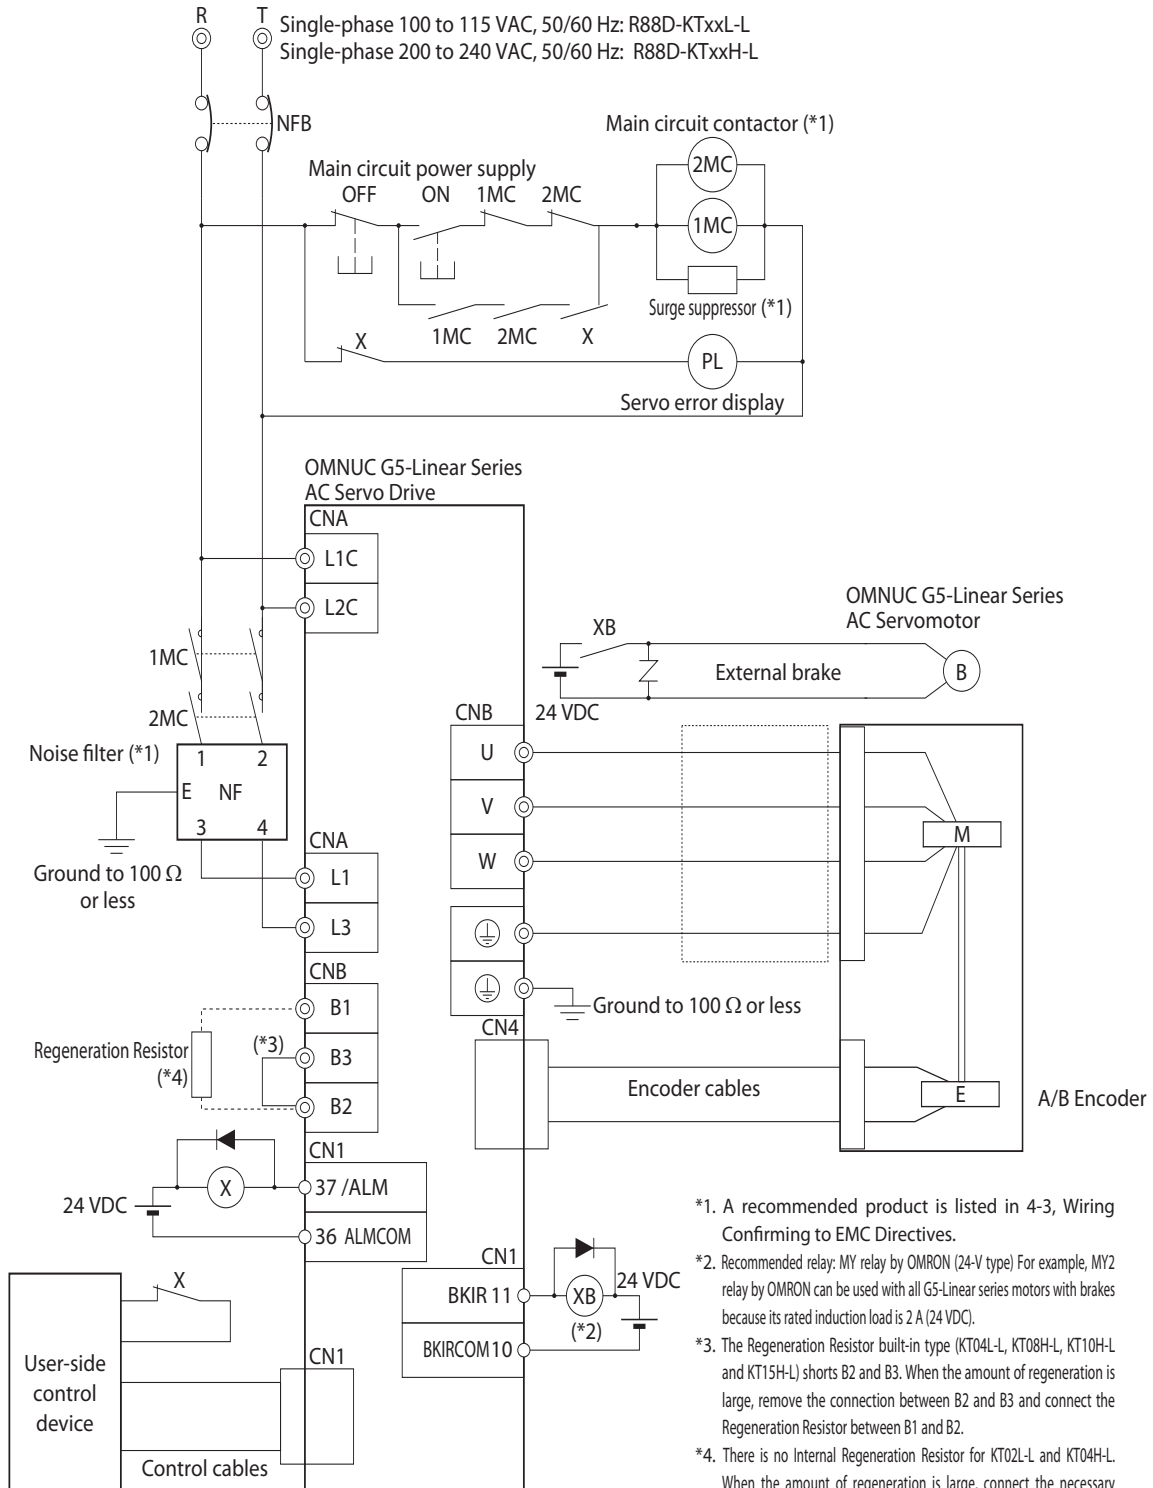 R T
Single-phase 100 to 115 VAC, 50/60 Hz: R88D-KTxxL-L
Single-phase 200 to 240 VAC, 50/60 Hz: R88D-KTxxH-L
NFB
Main circuit contactor (*1)
Main circuit power supply
OFF ON 1MC 2MC
2MC
1MC
Surge suppressor (*1)
1MC 2MC X
X
PL
Servo error display
OMNUC G5-Linear Series
AC Servo Drive
CNA
L1C
L2C
OMNUC G5-Linear Series
AC Servomotor
XB
External brake
B
24 VDC
1MC
2MC
Noise filter (*1)
1 2
E NF
3 4
Ground to 100 Ω
or less
CNB
U
V
W
M
CNA
L1
L3
CNB
B1
B3
B2
Regeneration Resistor
(*4)
(*3)
Ground to 100 Ω or less
CN4
Encoder cables
E
A/B Encoder
CN1
37 /ALM
36 ALMCOM
X
24 VDC
CN1
BKIR 11
BKIRCOM 10
XB
(*2)
24 VDC
X
User-side
control
device
CN1
Control cables
*1. A recommended product is listed in 4-3, Wiring
Confirming to EMC Directives.
*2. Recommended relay: MY relay by OMRON (24-V type) For example, MY2
relay by OMRON can be used with all G5-Linear series motors with brakes
because its rated induction load is 2 A (24 VDC).
*3. The Regeneration Resistor built-in type (KT04L-L, KT08H-L, KT10H-L
and KT15H-L) shorts B2 and B3. When the amount of regeneration is
large, remove the connection between B2 and B3 and connect the
Regeneration Resistor between B1 and B2.
*4. There is no Internal Regeneration Resistor for KT02L-L and KT04H-L.
When the amount of regeneration is large, connect the necessary